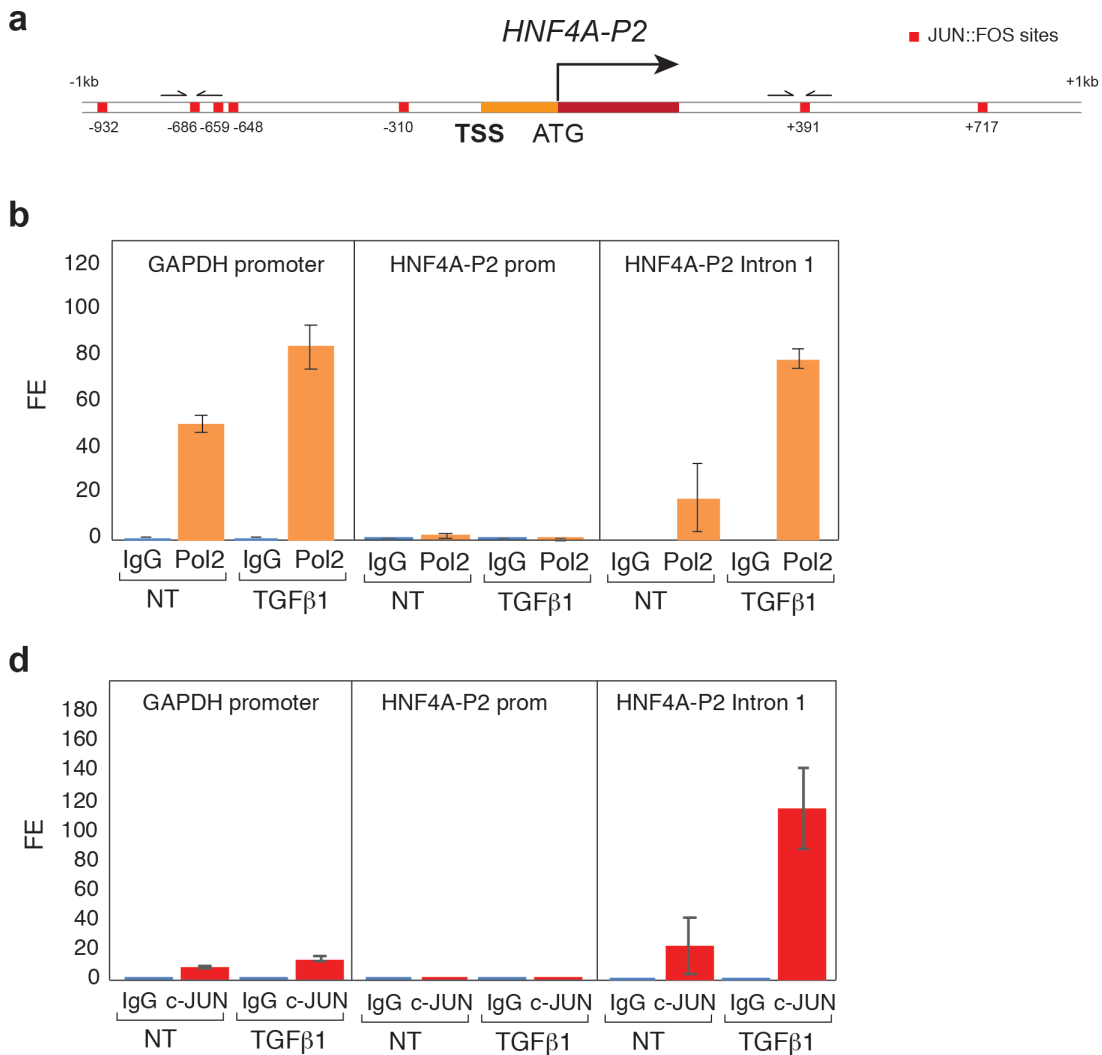 a
HNF4A-P2
JUN::FOS sites
-1kb
+1kb
-932
-686
-659
-648
-310
TSS
ATG
+391
+717
b
GAPDH promoter
HNF4A-P2 prom
HNF4A-P2 Intron 1
120
100
80
60
40
20
0
FE
IgG Pol2 IgG Pol2 IgG Pol2 IgG Pol2 IgG Pol2 IgG Pol2
NT TGFβ1 NT TGFβ1 NT TGFβ1
d
GAPDH promoter
HNF4A-P2 prom
HNF4A-P2 Intron 1
180
160
140
120
100
80
60
40
20
0
FE
IgG c-JUN IgG c-JUN IgG c-JUN IgG c-JUN IgG c-JUN IgG c-JUN
NT TGFβ1 NT TGFβ1 NT TGFβ1